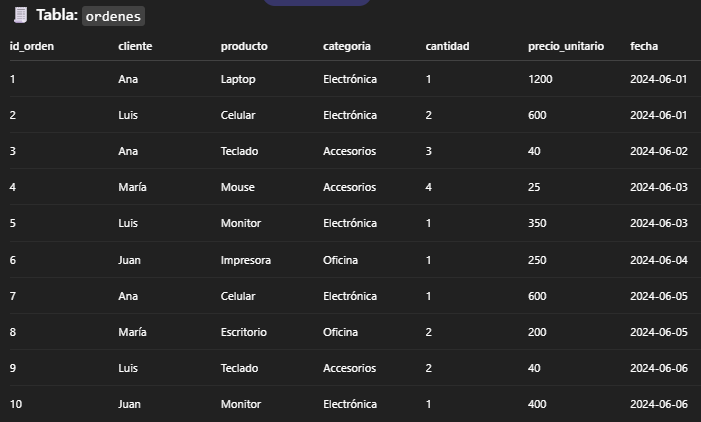 Tabla: ordenes
id_orden cliente producto categoria cantidad precio_unitario fecha
1 Ana Laptop Electrónica 1 1200 2024-06-01
2 Luis Celular Electrónica 2 600 2024-06-01
3 Ana Teclado Accesorios 3 40 2024-06-02
4 María Mouse Accesorios 4 25 2024-06-03
5 Luis Monitor Electrónica 1 350 2024-06-03
6 Juan Impresora Oficina 1 250 2024-06-04
7 Ana Celular Electrónica 1 600 2024-06-05
8 María Escritorio Oficina 2 200 2024-06-05
9 Luis Teclado Accesorios 2 40 2024-06-06
10 Juan Monitor Electrónica 1 400 2024-06-06